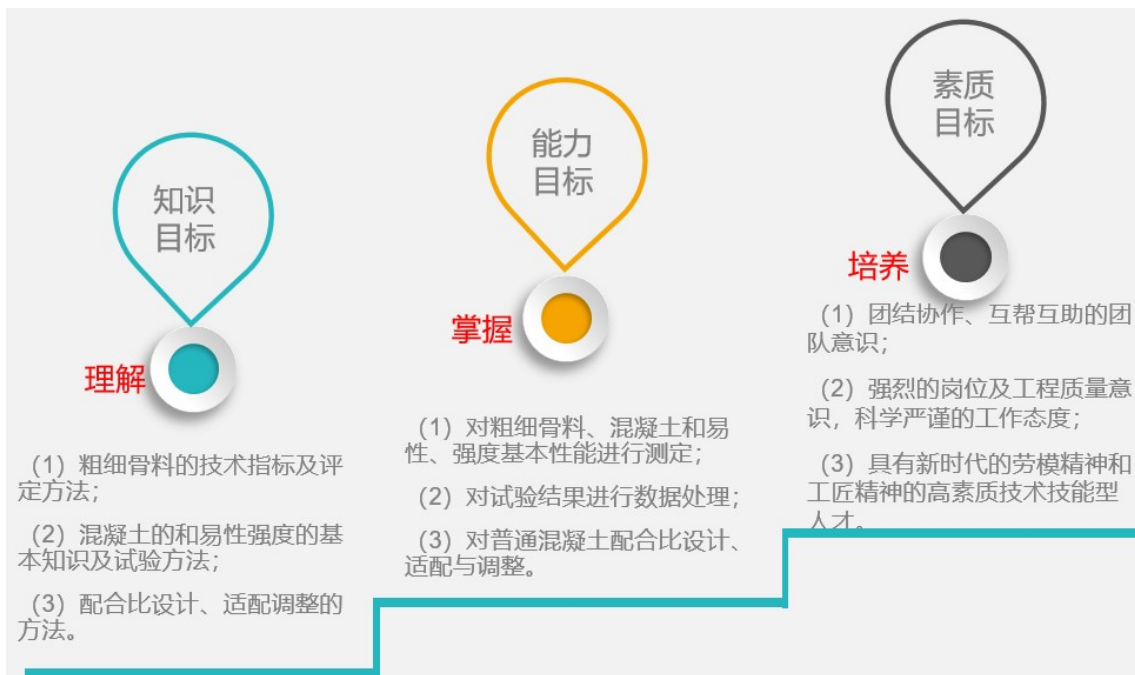 知识
目标
理解
(1) 粗细骨料的技术指标及评
定方法；
(2) 混凝土的和易性强度的基
本知识及试验方法；
(3) 配合比设计、适配调整的
方法。
能力
目标
掌握
(1) 对粗细骨料、混凝土和易
性、强度基本性能进行测定；
(2) 对试验结果进行数据处理；
(3) 对普通混凝土配合比设计、
适配与调整。
素质
目标
培养
(1) 团结协作、互帮互助的团
队意识；
(2) 强烈的岗位及工程质量意
识，科学严谨的工作态度；
(3) 具有新时代的劳模精神和
工匠精神的高素质技术技能型
人才。